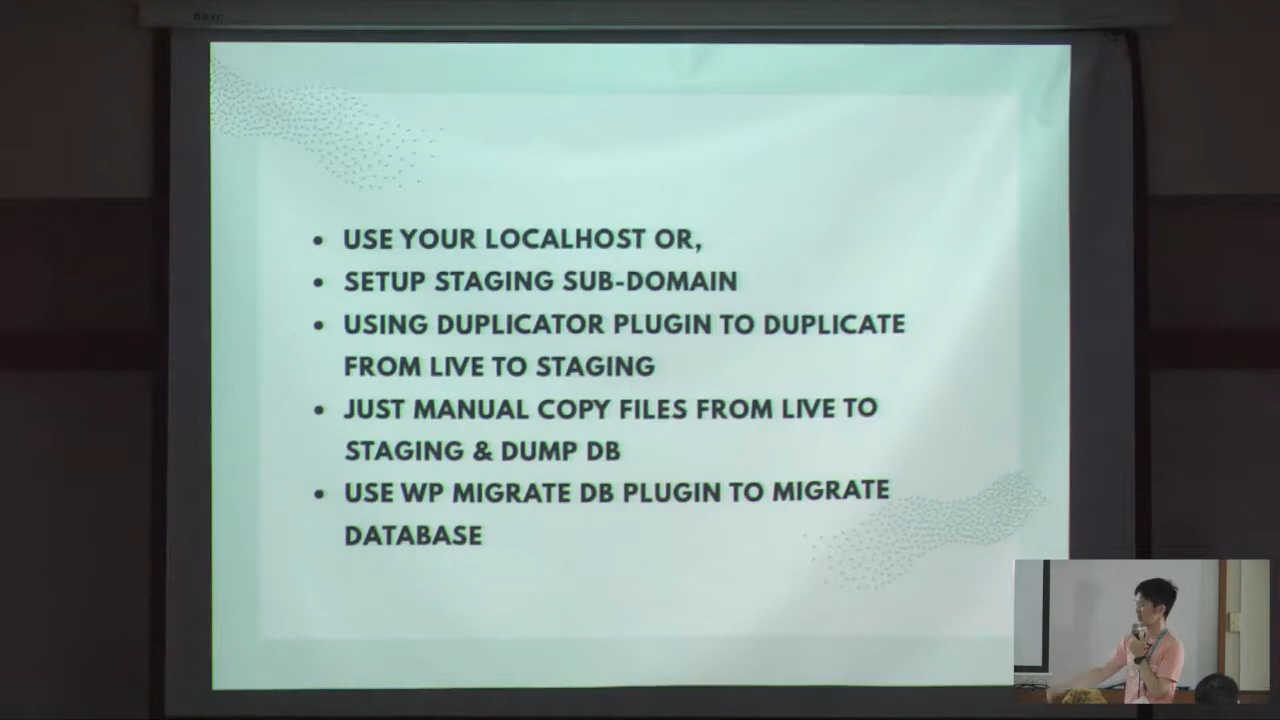 USE YOUR LOCALHOST OR,
SETUP STAGING SUB-DOMAIN
USING DUPLICATOR PLUGIN TO DUPLICATE
FROM LIVE TO STAGING
JUST MANUAL COPY FILES FROM LIVE TO
STAGING & DUMP DB
USE WP MIGRATE DB PLUGIN TO MIGRATE
DATABASE